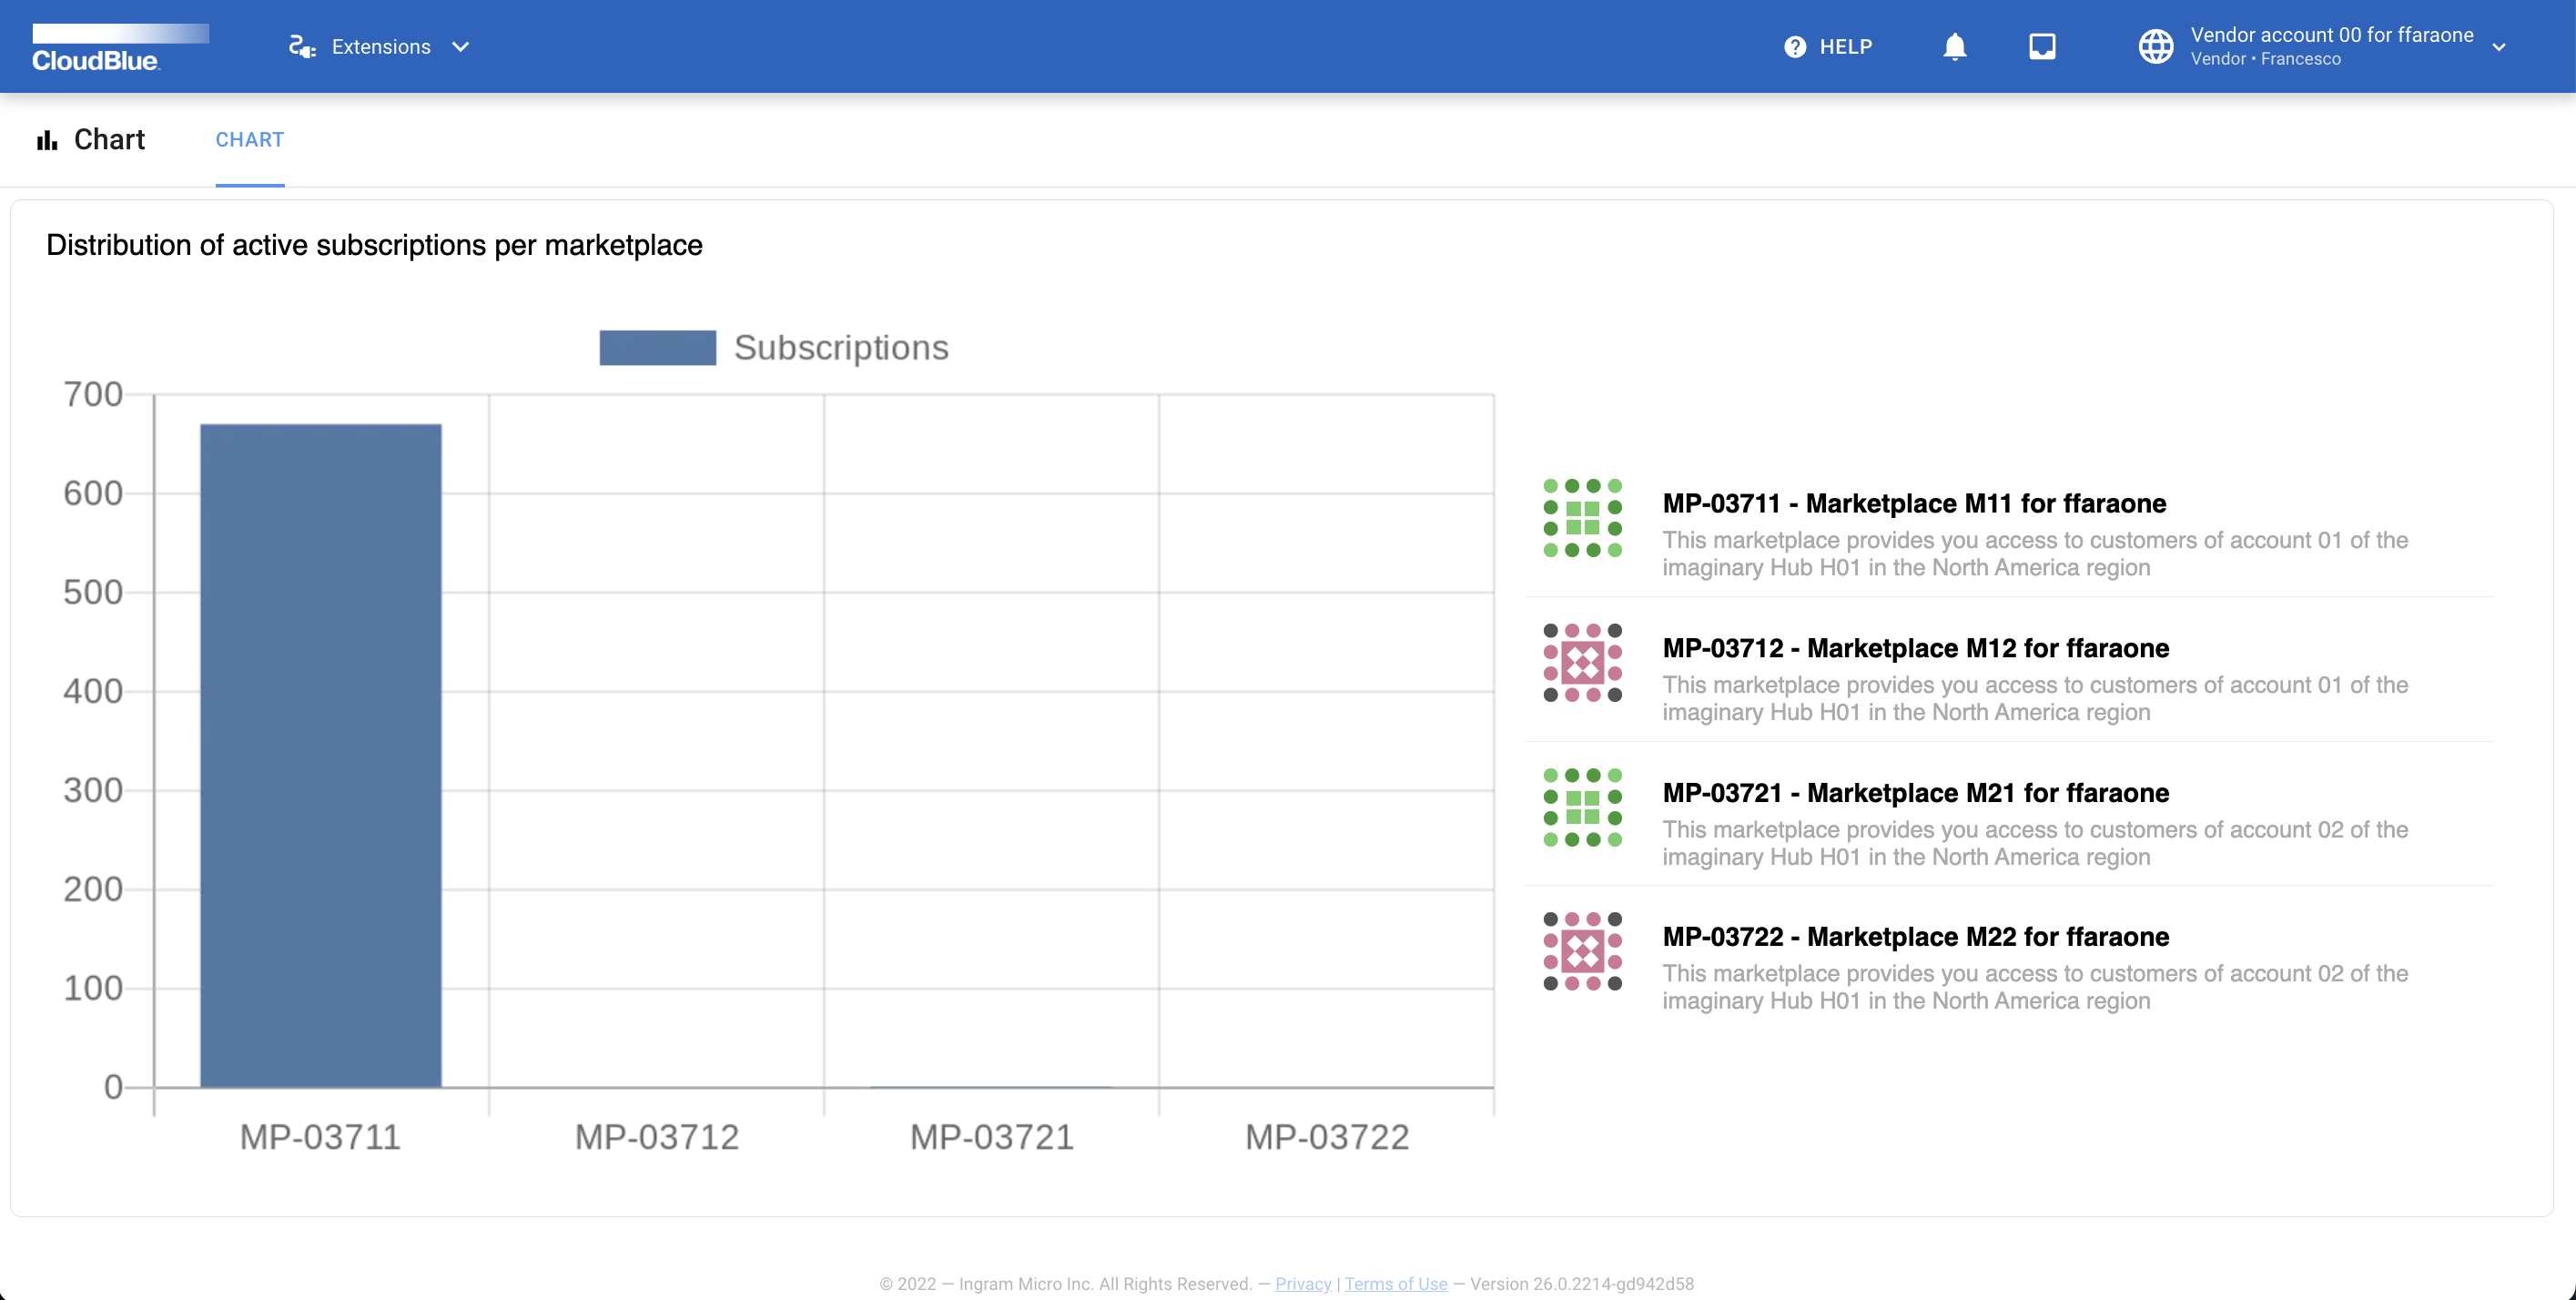 CloudBlue
Extensions
HELP
Vendor account 00 for ffaraone
Vendor • Francesco
Chart
CHART
Distribution of active subscriptions per marketplace
Subscriptions
700
600
500
400
300
200
100
0
MP-03711
MP-03712
MP-03721
MP-03722
MP-03711 - Marketplace M11 for ffaraone
This marketplace provides you access to customers of account 01 of the
imaginary Hub H01 in the North America region
MP-03712 - Marketplace M12 for ffaraone
This marketplace provides you access to customers of account 01 of the
imaginary Hub H01 in the North America region
MP-03721 - Marketplace M21 for ffaraone
This marketplace provides you access to customers of account 02 of the
imaginary Hub H01 in the North America region
MP-03722 - Marketplace M22 for ffaraone
This marketplace provides you access to customers of account 02 of the
imaginary Hub H01 in the North America region
© 2022 — Ingram Micro Inc. All Rights Reserved. — Privacy | Terms of Use — Version 26.0.2214-gd942d58